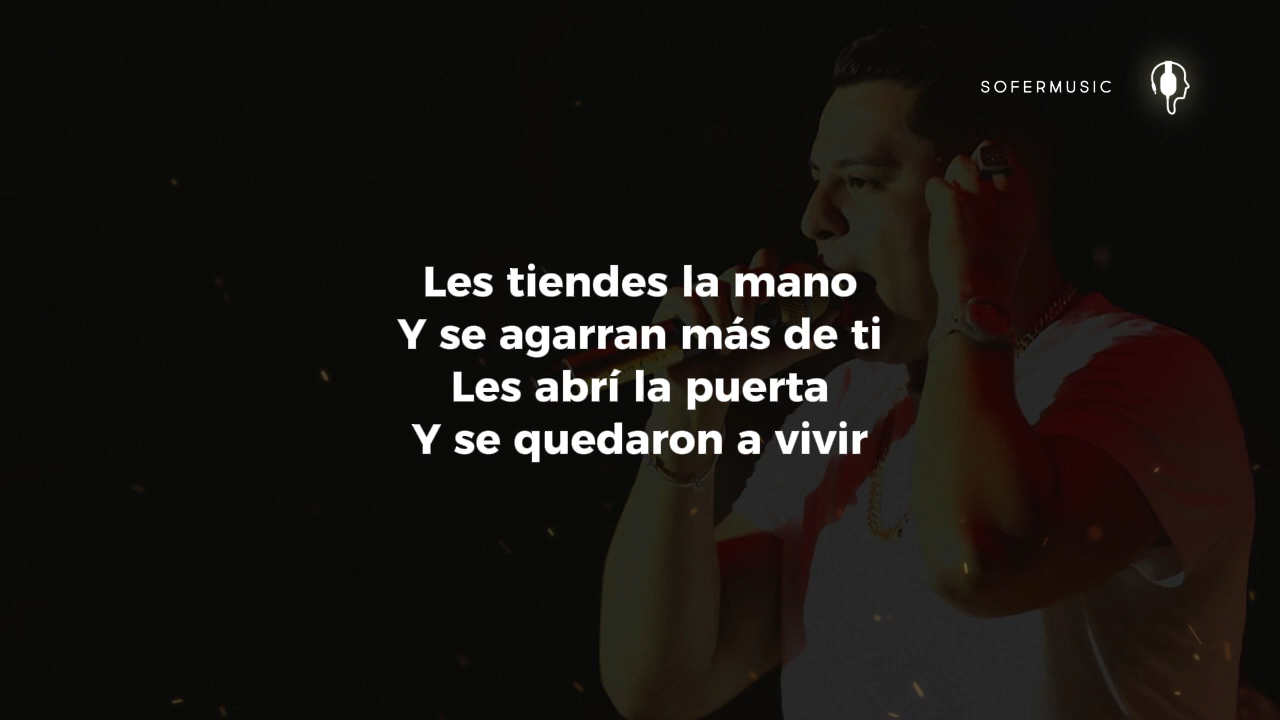 SOFERMUSIC
Les tiendes la mano
Y se agarran más de ti
Les abrí la puerta
Y se quedaron a vivir